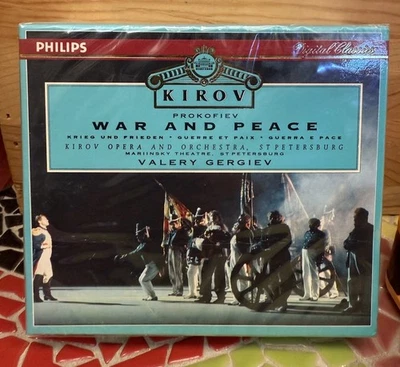 PHILIPS
Digital Classics
KIROV
PROKOFIEV
WAR AND PEACE
KRIEG UND FRIEDEN • GUERRE ET PAIX • GUERRA E PACE
KIROV OPERA AND ORCHESTRA, ST PETERSBURG
MARIINSKY THEATRE, ST PETERSBURG
VALERY GERGIEV